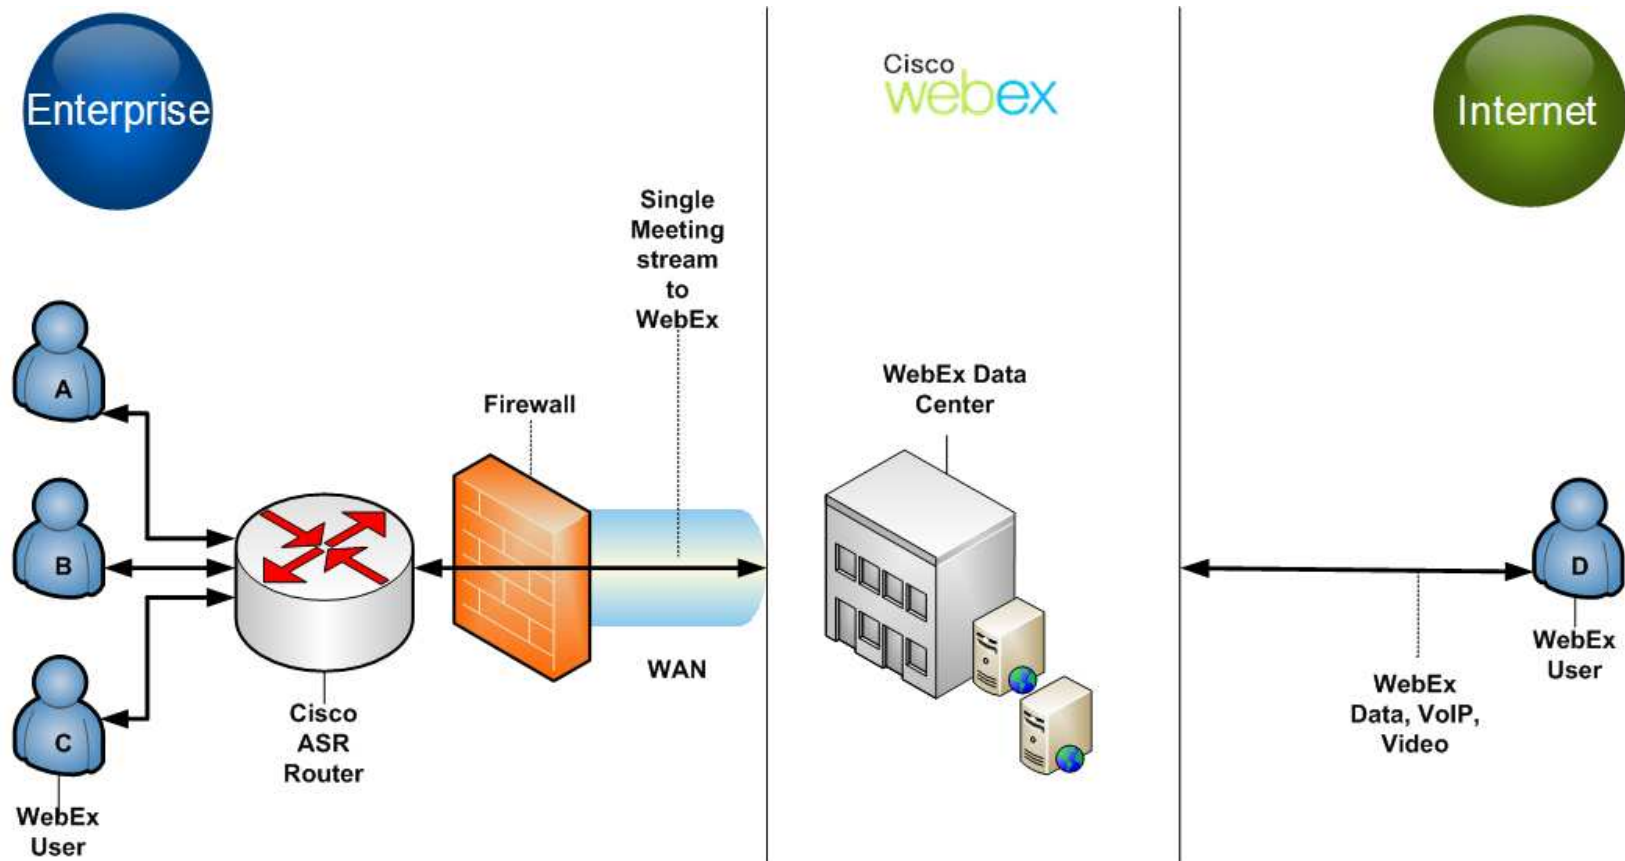 Enterprise
Cisco
webex
Internet
Single
Meeting
stream
to
WebEx
A
Firewall
WebEx Data
Center
B
D
WAN
WebEx
User
C
Cisco
ASR
Router
WebEx
Data, VoIP,
Video
WebEx
User